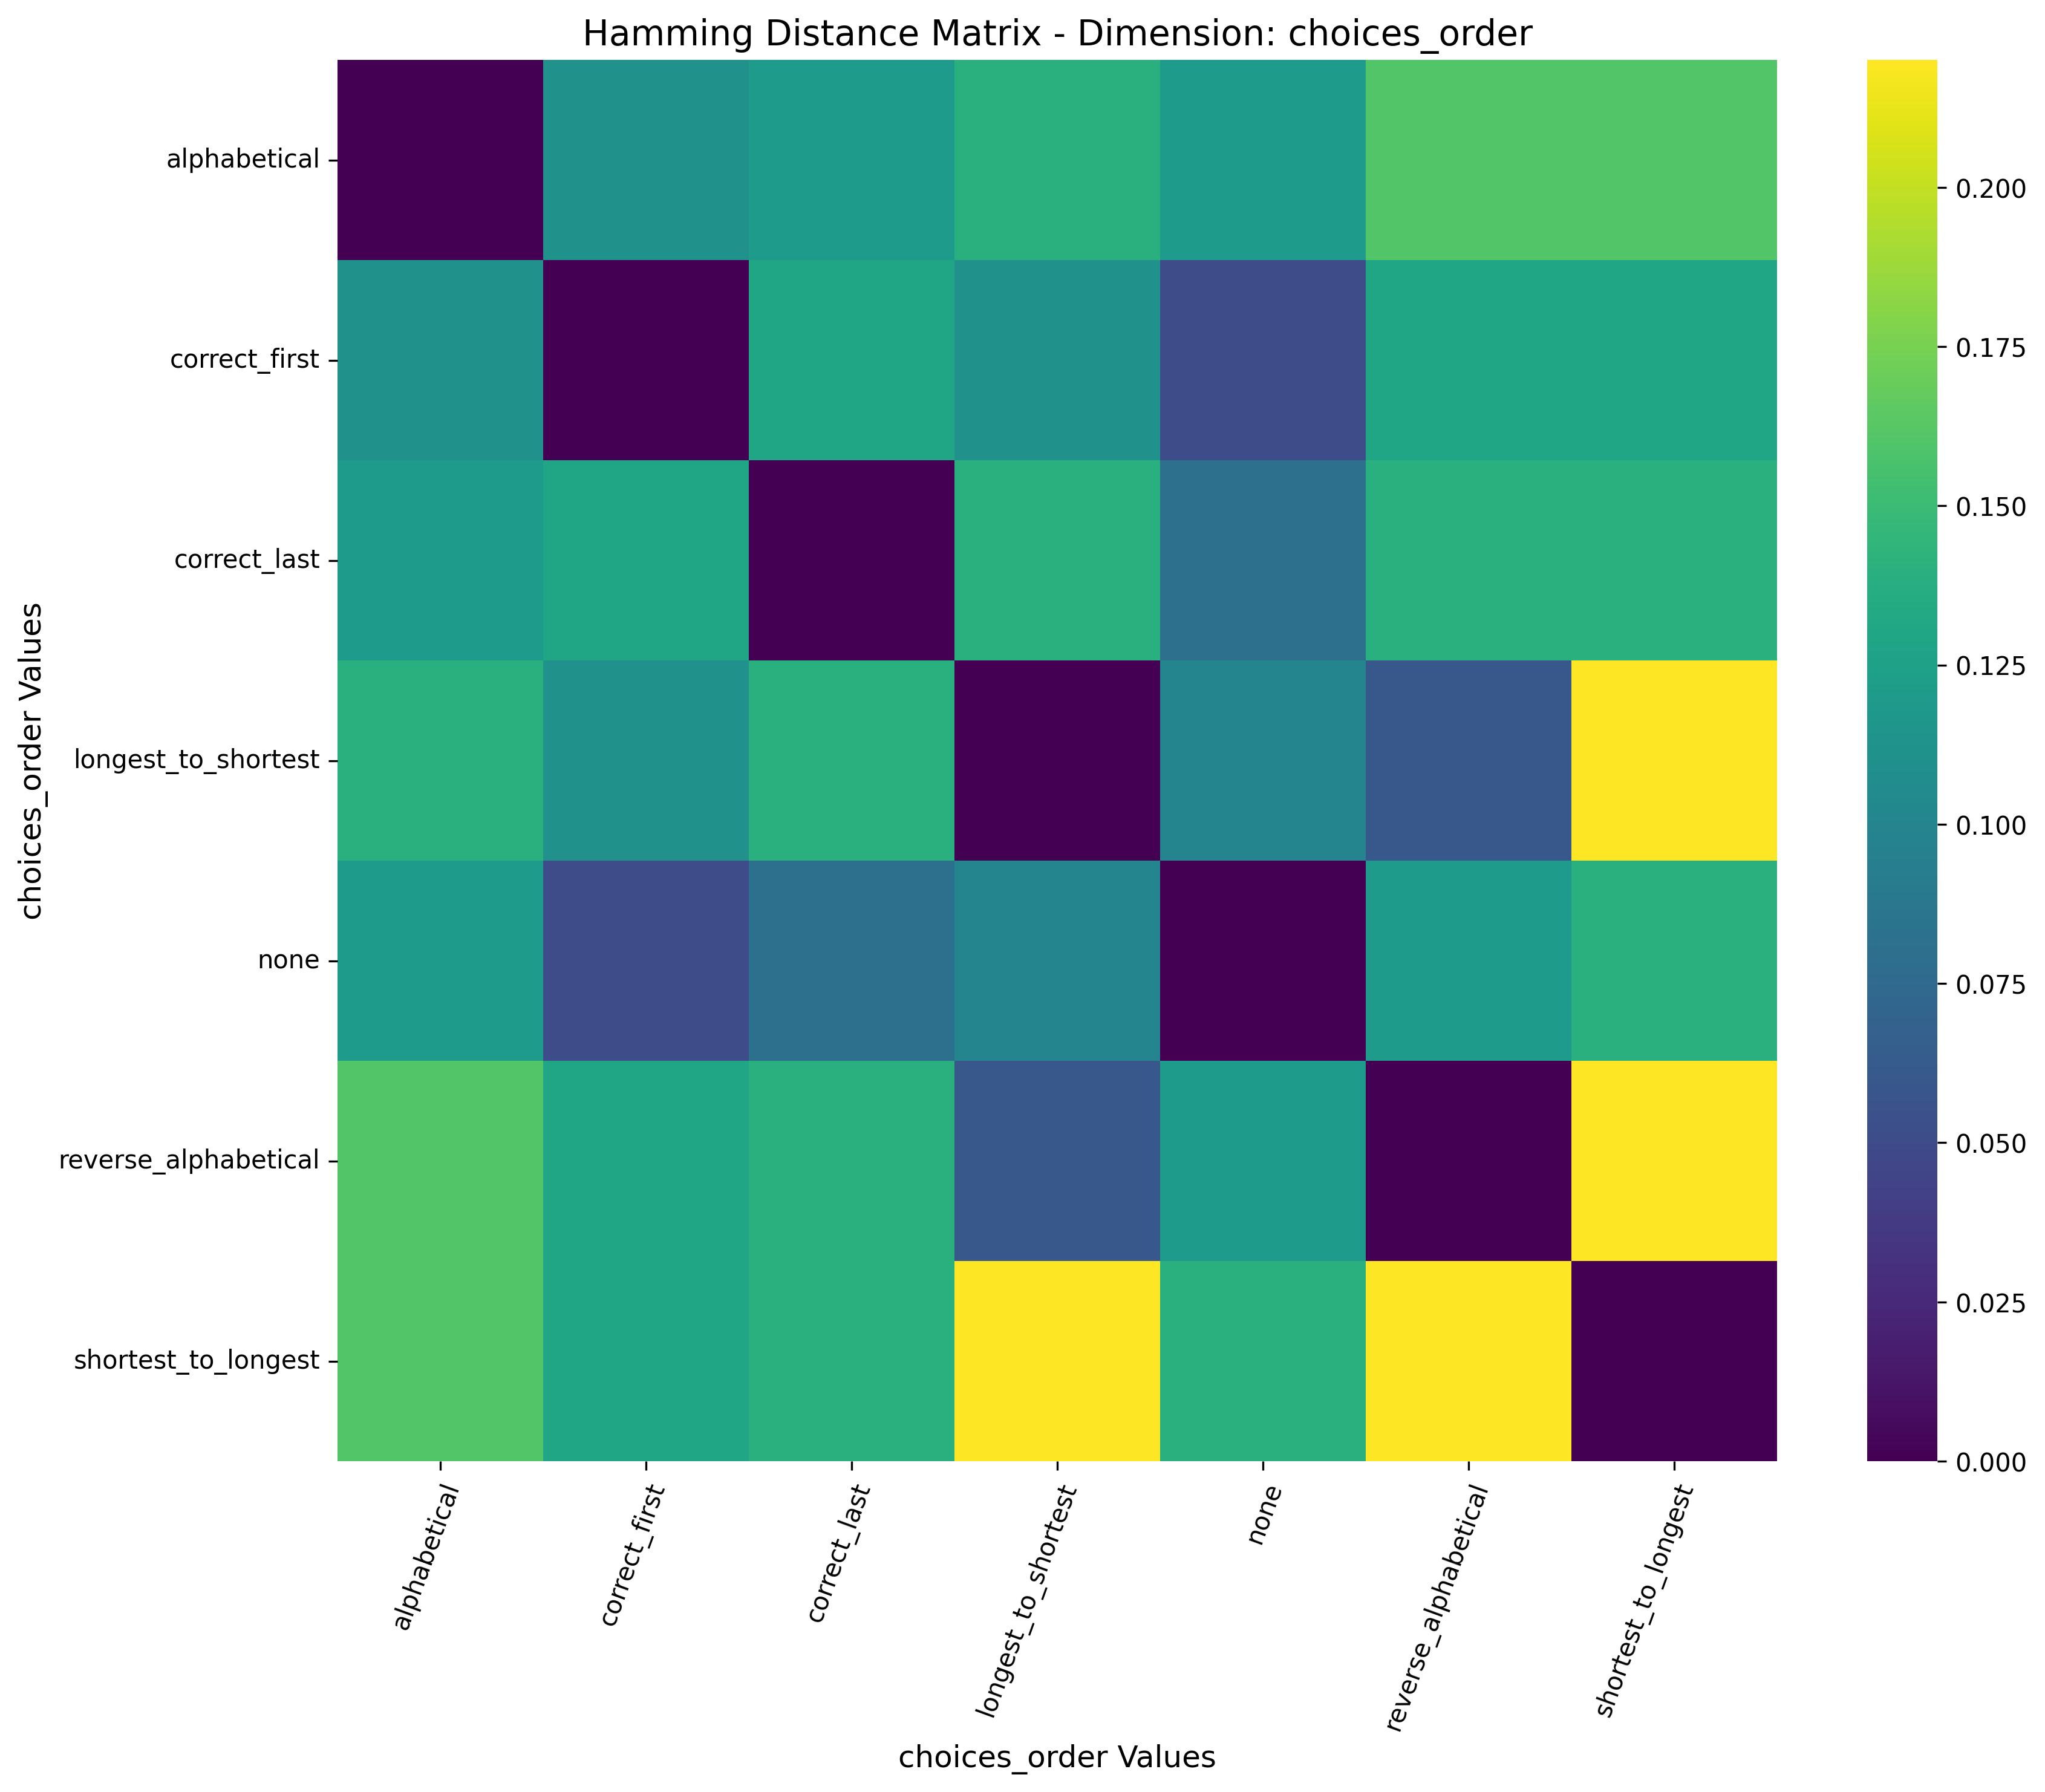 Hamming Distance Matrix - Dimension: choices_order
choices_order Values
alphabetical
correct_first
correct_last
longest_to_shortest
none
reverse_alphabetical
shortest_to_longest
alphabetical
correct_first
correct_last
longest_to_shortest
none
reverse_alphabetical
shortest_to_longest
choices_order Values
0.200
0.175
0.150
0.125
0.100
0.075
0.050
0.025
0.000